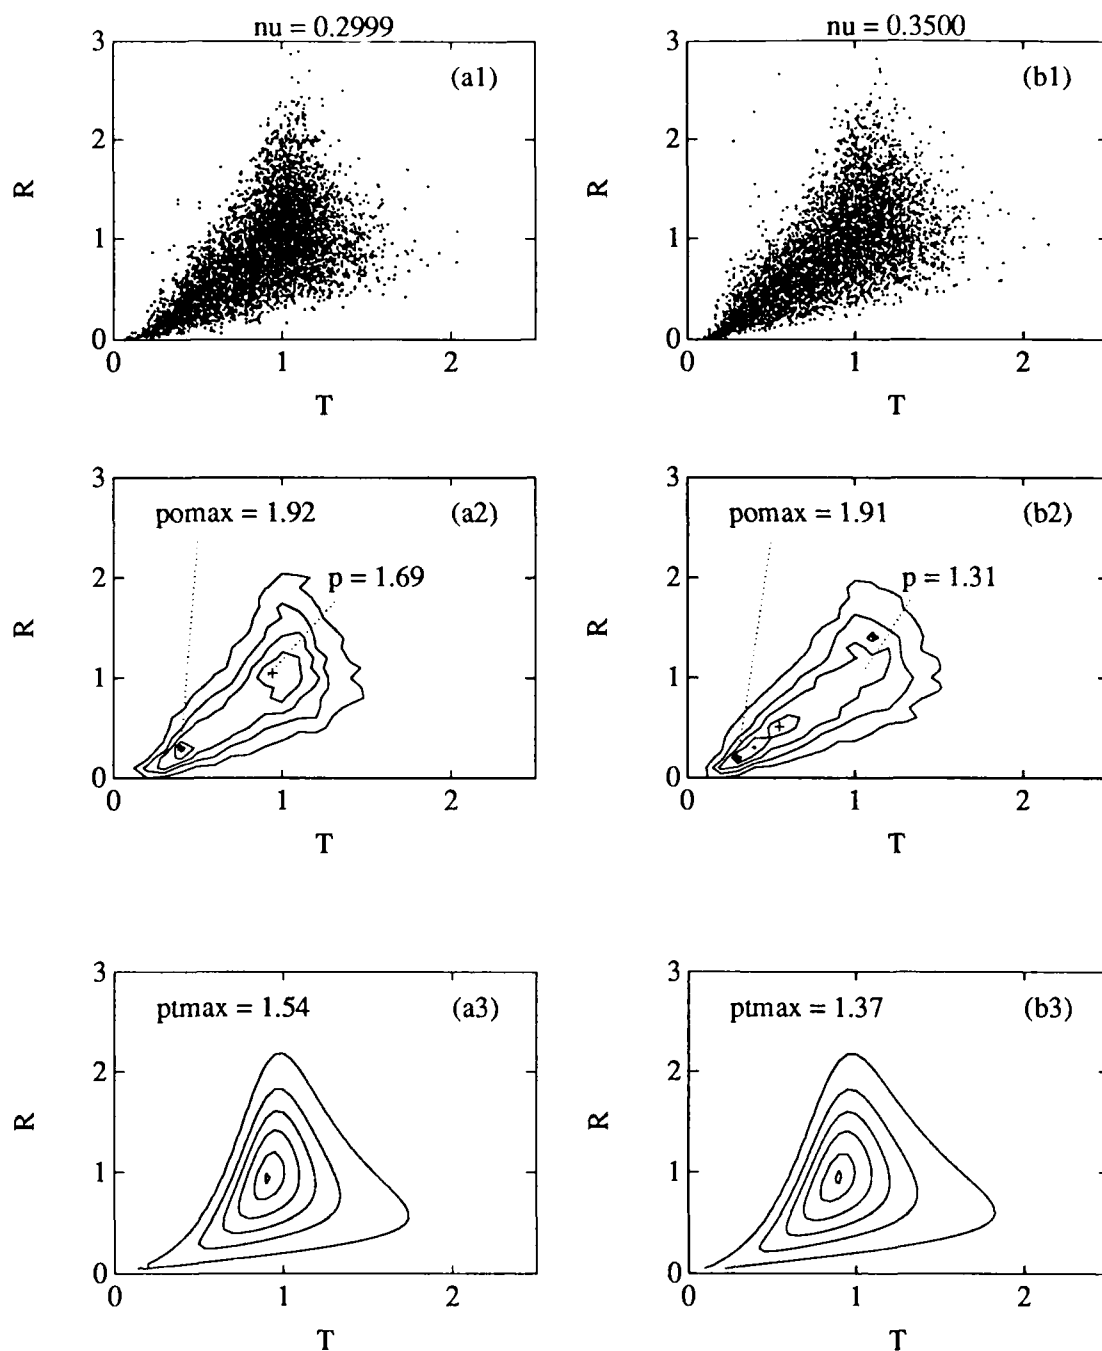 nu = 0.2999
nu = 0.3500
3
(a1)
2
R
1
0
0 1 2
T
3
(b1)
2
R
1
0
0 1 2
T
3
pomax = 1.92 (a2)
2
p = 1.69
R
1
0
0 1 2
T
3
pomax = 1.91 (b2)
2
p = 1.31
R
1
0
0 1 2
T
3
ptmax = 1.54 (a3)
2
R
1
0
0 1 2
T
3
ptmax = 1.37 (b3)
2
R
1
0
0 1 2
T